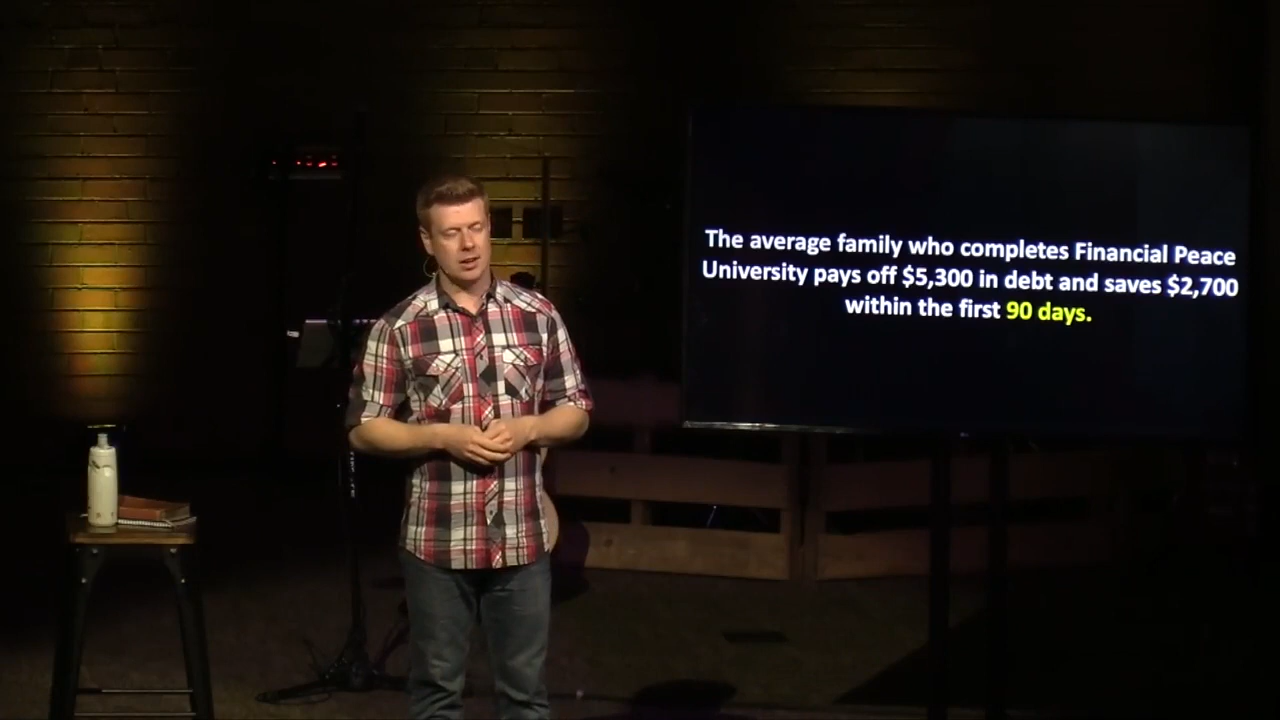 The average family who completes Financial Peace
University pays off $5,300 in debt and saves $2,700
within the first 90 days.